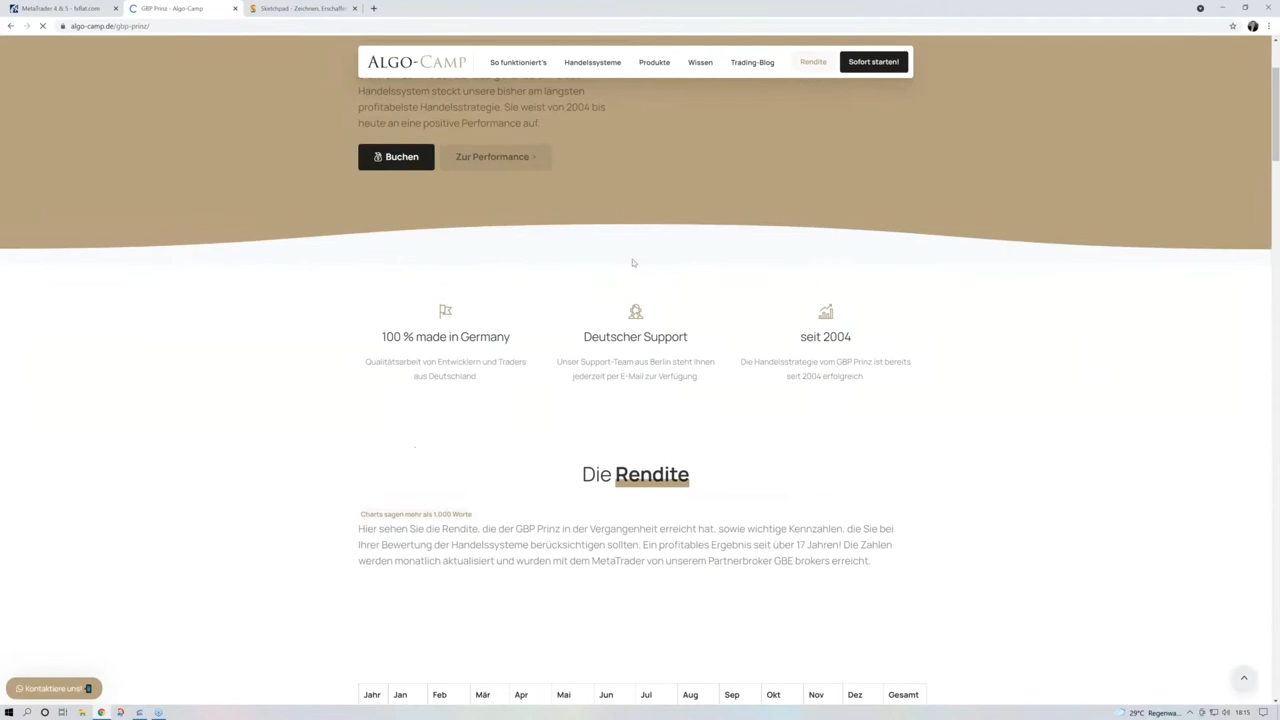 MetaTrader 4 & 5 - fxflat.com
GBP Prinz - Algo-Camp
Sketchpad - Zeichnen, Erschaffe
algo-camp.de/gbp-prinz/
ALGO-CAMP
So funktioniert's
Handelssysteme
Produkte
Wissen
Trading-Blog
Rendite
Sofort starten!
Handelssystem steckt unsere bisher am längsten
profitabelste Handelsstrategie. Sie weist von 2004 bis
heute an eine positive Performance auf.
Buchen
Zur Performance >
100 % made in Germany
Qualitätsarbeit von Entwicklern und Traders
aus Deutschland.
Deutscher Support
Unser Support-Team aus Berlin steht Ihnen
jederzeit per E-Mail zur Verfügung.
seit 2004
Die Handelsstrategie vom GBP Prinz ist bereits
seit 2004 erfolgreich.
Die Rendite
Charts sagen mehr als 1.000 Worte
Hier sehen Sie die Rendite, die der GBP Prinz in der Vergangenheit erreicht hat, sowie wichtige Kennzahlen, die Sie bei
Ihrer Bewertung der Handelssysteme berücksichtigen sollten. Ein profitables Ergebnis seit über 17 Jahren! Die Zahlen
werden monatlich aktualisiert und wurden mit dem MetaTrader von unserem Partnerbroker GBE brokers erreicht.
Kontaktiere uns!
Jahr Jan Feb Mär Apr Mai Jun Jul Aug Sep Okt Nov Dez Gesamt
29°C Regenwa...
18:15